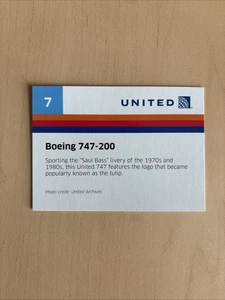 7
UNITED
Boeing 747-200
Sporting the "Saul Bass" livery of the 1970s and
1980s, this United 747 features the logo that became
popularly known as the tulip.
Photo credit: United Archives